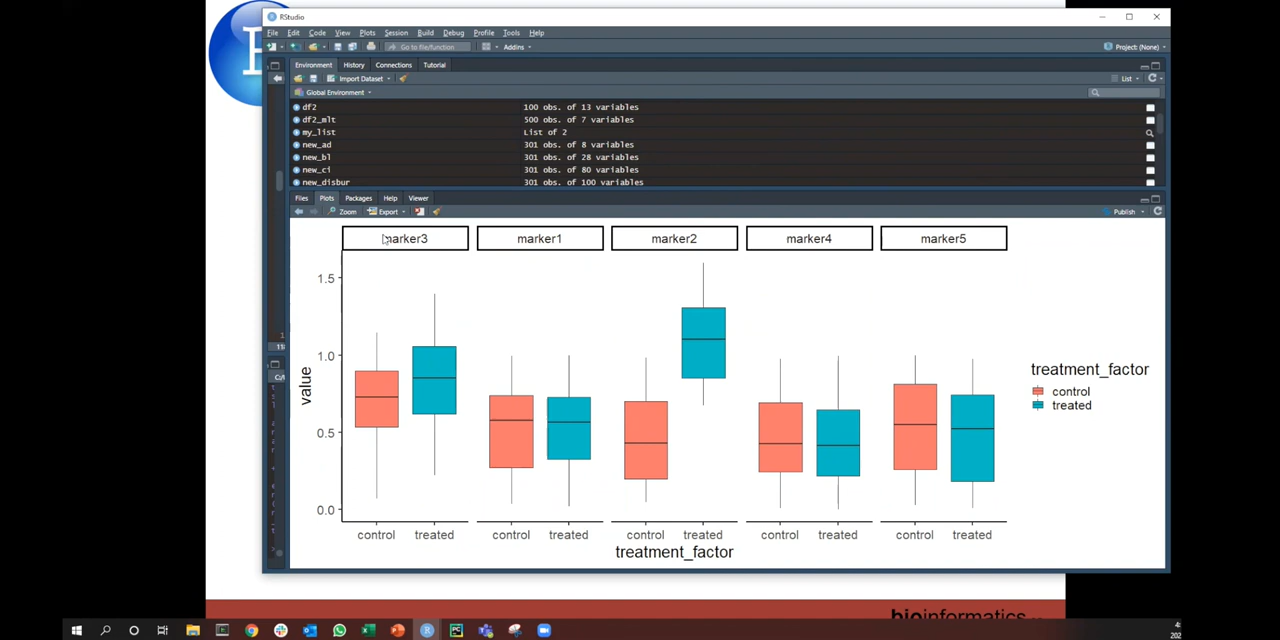 RStudio
File Edit Code View Plots Session Build Debug Profile Tools Help
Go to file/function Addins Project: (None)
Environment History Connections Tutorial
Import Dataset List
Global Environment
df2 100 obs. of 13 variables
df2_mlt 500 obs. of 7 variables
my_list List of 2
new_ad 301 obs. of 8 variables
new_bl 301 obs. of 28 variables
new_ci 301 obs. of 80 variables
new_disbur 301 obs. of 100 variables
Files Plots Packages Help Viewer
Zoom Export Publish
marker3 marker1 marker2 marker4 marker5
1.5
1.0
0.5
0.0
value
control treated control treated control treated control treated control treated
treatment_factor
treatment_factor
control
treated
bioinformatics